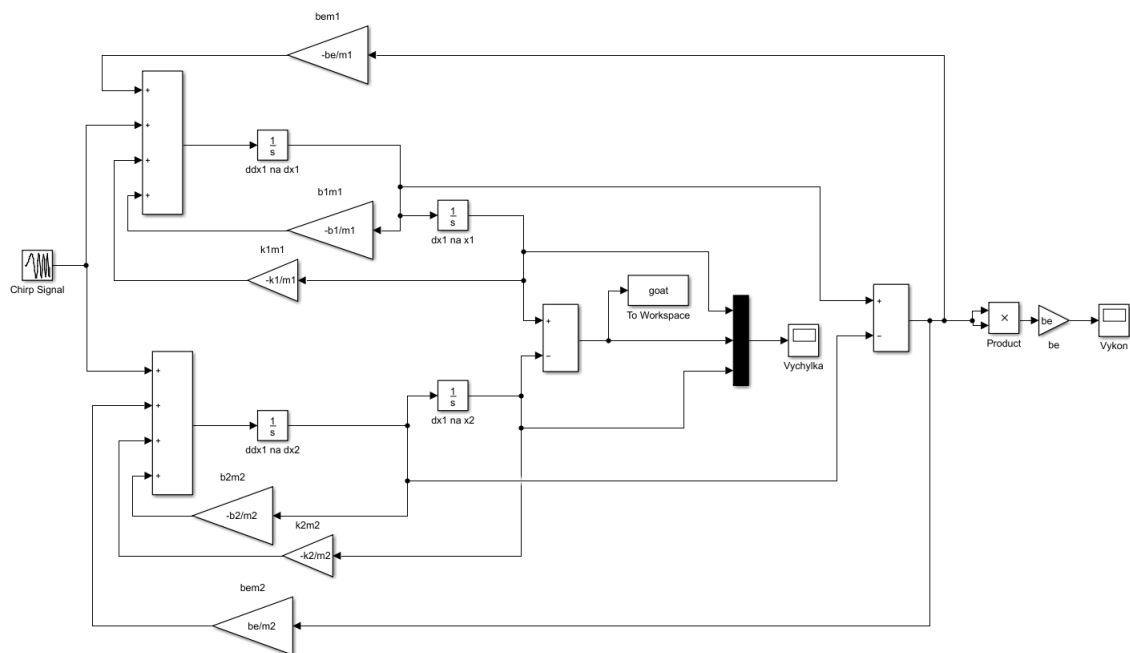 bem1
-be/m1
+
+
+
+
1
s
ddx1 na dx1
b1m1
-b1/m1
1
s
dx1 na x1
k1m1
-k1/m1
Chirp Signal
goat
To Workspace
+
−
Vychylka
+
−
×
Product
be
be
Vykon
+
+
+
+
1
s
ddx1 na dx2
1
s
dx1 na x2
b2m2
-b2/m2
k2m2
-k2/m2
bem2
be/m2